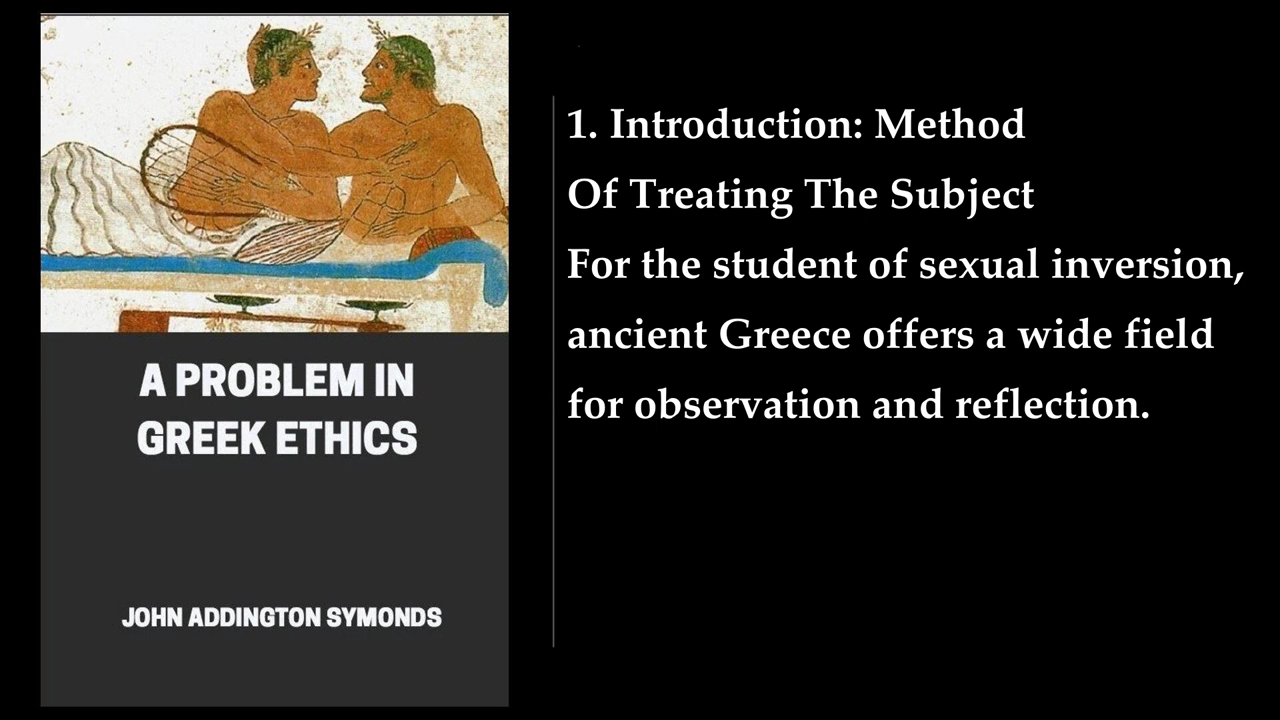 A PROBLEM IN
GREEK ETHICS
JOHN ADDINGTON SYMONDS
1. Introduction: Method
Of Treating The Subject
For the student of sexual inversion,
ancient Greece offers a wide field
for observation and reflection.